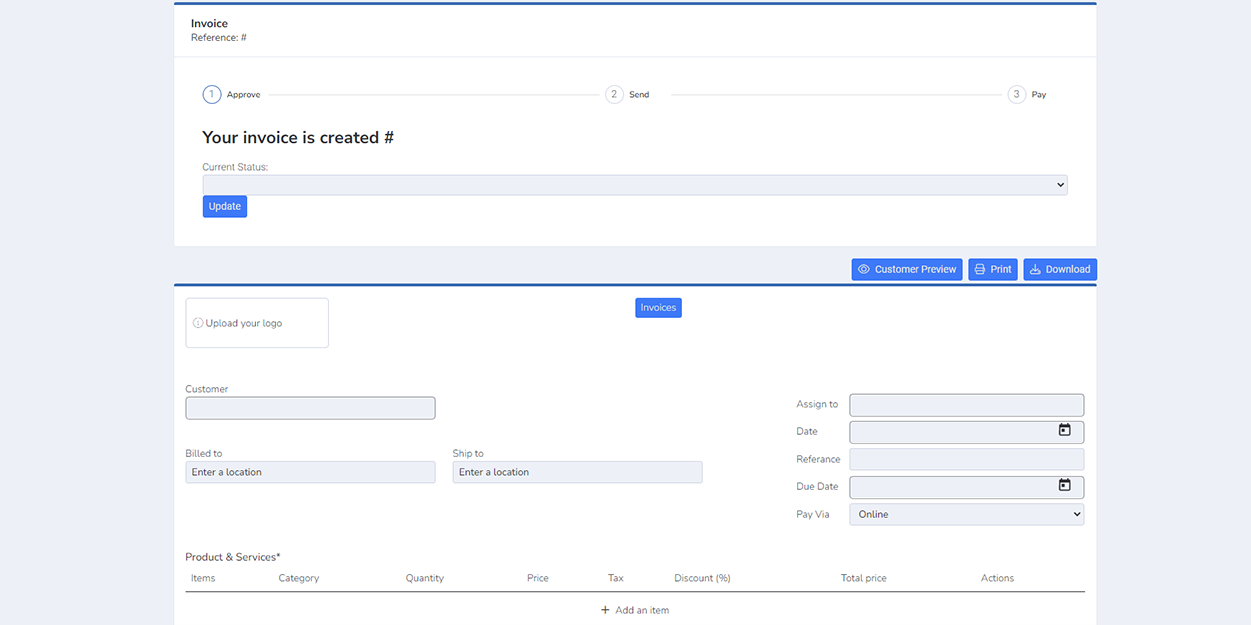 Invoice
Reference: #
1 Approve 2 Send 3 Pay
Your invoice is created #
Current Status:
Update
Customer Preview Print Download
Upload your logo
Invoices
Customer
Assign to
Date
Billed to Ship to
Enter a location Enter a location
Referance
Due Date
Pay Via Online
Product & Services*
Items Category Quantity Price Tax Discount (%) Total price Actions
+ Add an item